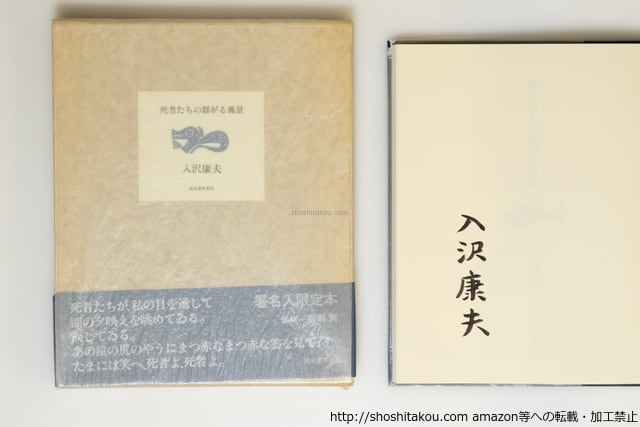 死者たちの群がる風景
入沢康夫
shoshitakou.com
死者たちが 私の目を通して
湖の夕映えを眺めてゐる。
涙してゐる。
あの猿の尻のやうにまつ赤なまつ赤な雲を見て??
たまには笑へ 死者よ、死者よ。
署名入限定本
入沢康夫
http://shoshitakou.com amazon等への転載・加工禁止